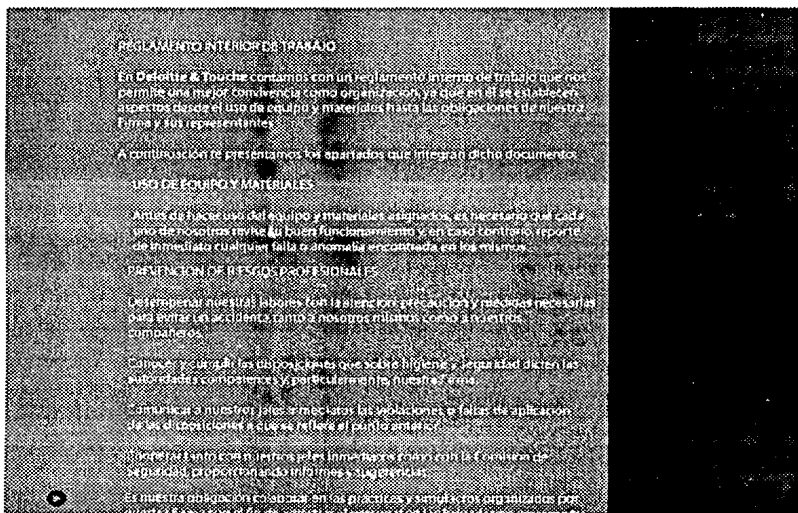 REGLAMENTO INTERIOR DE TRABAJO
En Deloitte & Touche contamos con un reglamento interno de trabajo que nos
permite una mejor convivencia como organización, ya que en él se establecen
aspectos desde el uso de equipo y materiales hasta las obligaciones de nuestra
Firma y sus representantes.
A continuación te presentamos los apartados que integran dicho documento:
USO DE EQUIPO Y MATERIALES
Antes de hacer uso del equipo y materiales asignados, es necesario que cada
uno de nosotros revise su buen funcionamiento y en caso contrario reporte
de inmediato cualquier falla o anomalía encontrada en los mismos.
PREVENCION DE RIESGOS PROFESIONALES
Desempeñar nuestras labores con la atención, precaución y medidas necesarias
para evitar un accidente tanto a nosotros mismos como a nuestros
compañeros.
Conocer y cumplir las disposiciones que sobre higiene y seguridad dicten las
autoridades competentes y, particularmente, nuestra Firma.
Comunicar a nuestros jefes inmediatos las violaciones o faltas de aplicación
de las disposiciones a que se refiere el punto anterior.
tanto con nuestros jefes inmediatos como con la Comisión de
seguridad, proporcionando informes y sugerencias.
Es nuestra obligación colaborar en las prácticas y simulacros organizados por